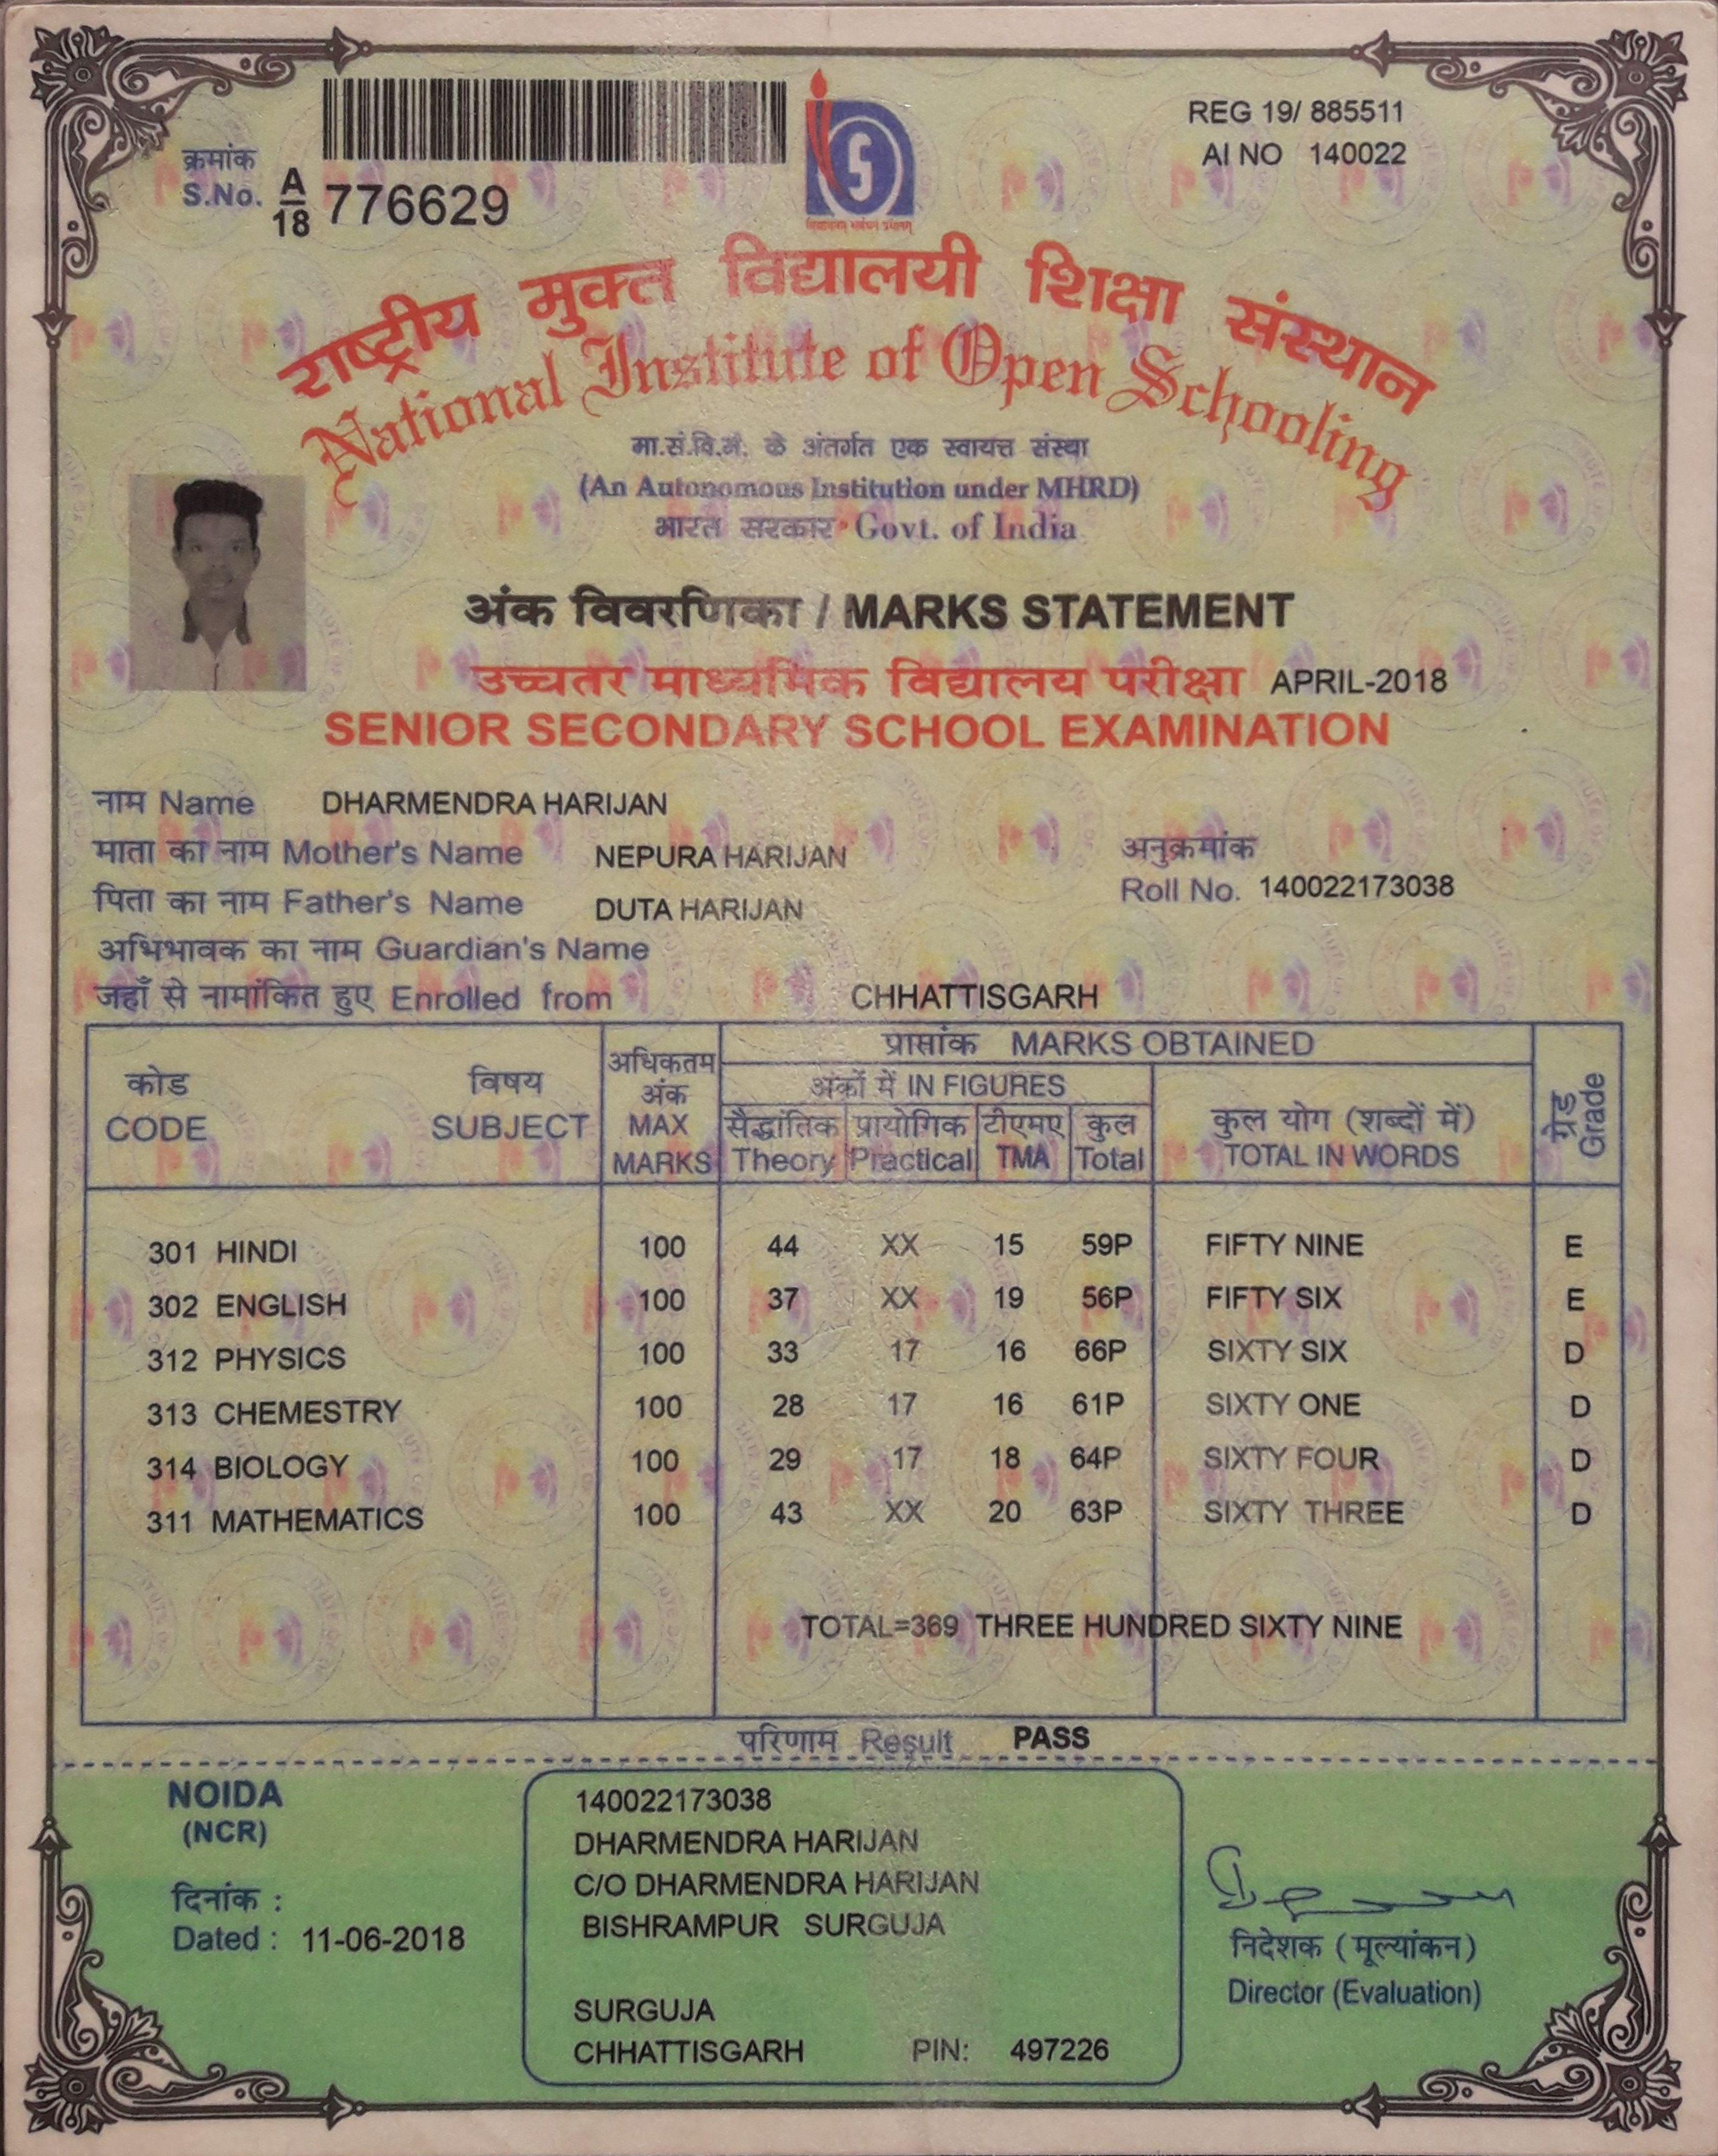 REG 19/ 885511
AI NO 140022
क्रमांक
S.No. A/18 776629
राष्ट्रीय मुक्त विद्यालयी शिक्षा संस्थान
National Institute of Open Schooling
मा.सं.वि.मं. के अंतर्गत एक स्वायत्त संस्था
(An Autonomous Institution under MHRD)
भारत सरकार Govt. of India
अंक विवरणिका / MARKS STATEMENT
उच्चतर माध्यमिक विद्यालय परीक्षा APRIL-2018
SENIOR SECONDARY SCHOOL EXAMINATION
नाम Name DHARMENDRA HARIJAN
माता का नाम Mother's Name NEPURA HARIJAN
अनुक्रमांक
Roll No. 140022173038
पिता का नाम Father's Name DUTA HARIJAN
अभिभावक का नाम Guardian's Name
जहाँ से नामांकित हुए Enrolled from CHHATTISGARH
कोड
CODE
विषय
SUBJECT
अधिकतम
अंक
MAX
MARKS
प्राप्तांक MARKS OBTAINED
अंकों में IN FIGURES
सैद्धांतिक प्रायोगिक टीएमए कुल
Theory Practical TMA Total
कुल योग (शब्दों में)
TOTAL IN WORDS
ग्रेड
Grade
301 HINDI 100 44 XX 15 59P FIFTY NINE E
302 ENGLISH 100 37 XX 19 56P FIFTY SIX E
312 PHYSICS 100 33 17 16 66P SIXTY SIX D
313 CHEMESTRY 100 28 17 16 61P SIXTY ONE D
314 BIOLOGY 100 29 17 18 64P SIXTY FOUR D
311 MATHEMATICS 100 43 XX 20 63P SIXTY THREE D
TOTAL=369 THREE HUNDRED SIXTY NINE
परिणाम Result PASS
NOIDA
(NCR)
दिनांक :
Dated : 11-06-2018
140022173038
DHARMENDRA HARIJAN
C/O DHARMENDRA HARIJAN
BISHRAMPUR SURGUJA
SURGUJA
CHHATTISGARH PIN: 497226
निदेशक (मूल्यांकन)
Director (Evaluation)